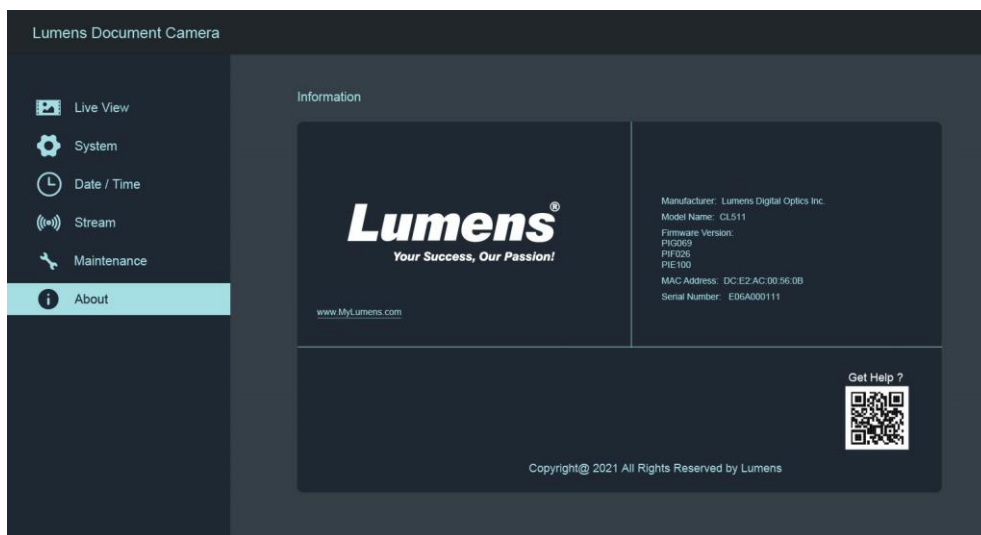 Lumens Document Camera
Live View
System
Date / Time
Stream
Maintenance
About
Information
Lumens®
Your Success, Our Passion!
www.MyLumens.com
Manufacturer: Lumens Digital Optics Inc.
Model Name: CL511
Firmware Version:
PIG069
PIF026
PIE100
MAC Address: DC:E2:AC:00:56:0B
Serial Number: E06A000111
Get Help ?
Copyright@ 2021 All Rights Reserved by Lumens